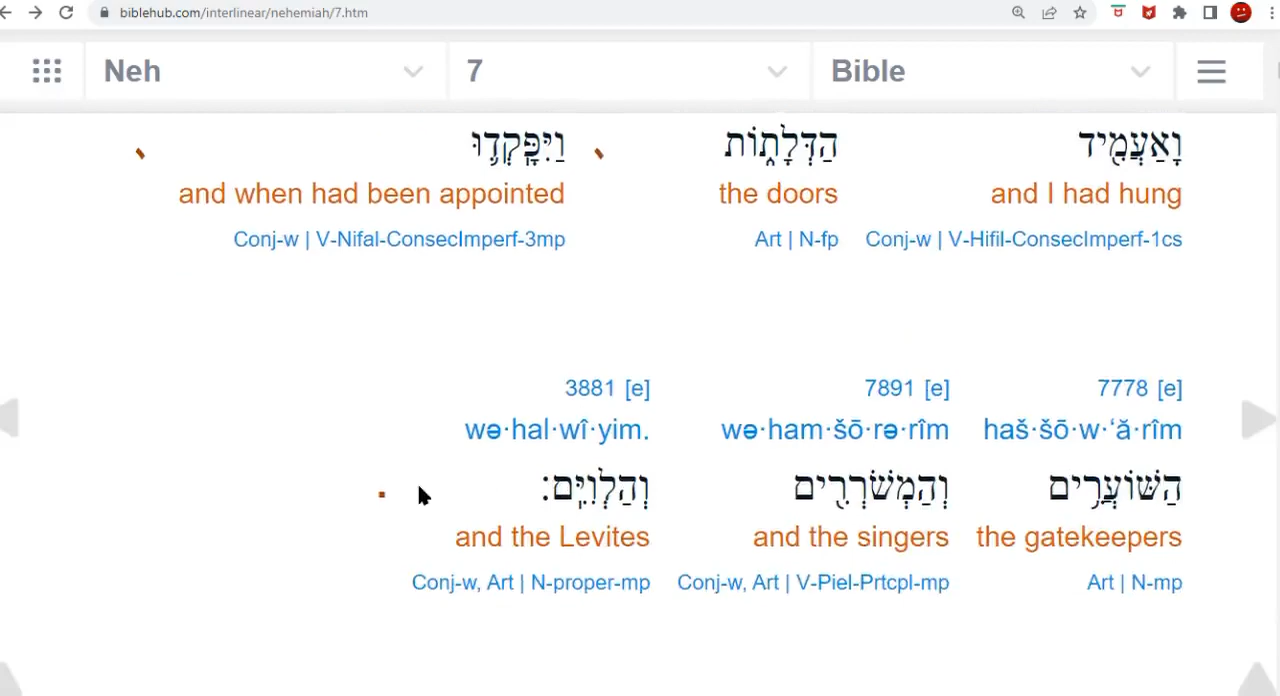 biblehub.com/interlinear/nehemiah/7.htm
Neh 7 Bible
וָאַעֲמִ֖יד הַדְּלָת֑וֹת וַיִּפָּֽקְד֥וּ
and I had hung the doors , and when had been appointed ,
Conj-w | V-Hifil-ConsecImperf-1cs Art | N-fp Conj-w | V-Nifal-ConsecImperf-3mp
7778 [e] 7891 [e] 3881 [e]
haš·šō·w·‘ă·rîm wə·ham·šō·rə·rîm wə·hal·wî·yim.
הַשּׁוֹעֲרִ֛ים וְהַמְשֹׁרְרִ֖ים וְהַלְוִיִּֽם׃
the gatekeepers and the singers and the Levites .
Art | N-mp Conj-w, Art | V-Piel-Prtcpl-mp Conj-w, Art | N-proper-mp